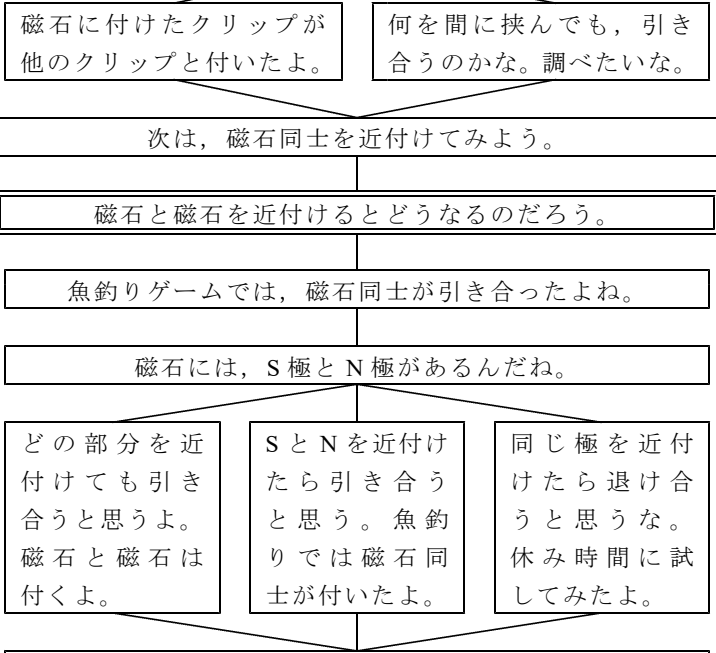 磁石に付けたクリップが
他のクリップと付いたよ。
何を間に挟んでも，引き
合うのかな。調べたいな。
次は，磁石同士を近付けてみよう。
磁石と磁石を近付けるとどうなるのだろう。
魚釣りゲームでは，磁石同士が引き合ったよね。
磁石には，S 極と N 極があるんだね。
どの部分を近
付けても引き
合うと思うよ。
磁石と磁石は
付くよ。
S と N を近付け
たら引き合う
と思う。魚釣
りでは磁石同
士が付いたよ。
同じ極を近付
けたら退け合
うと思うな。
休み時間に試
してみたよ。